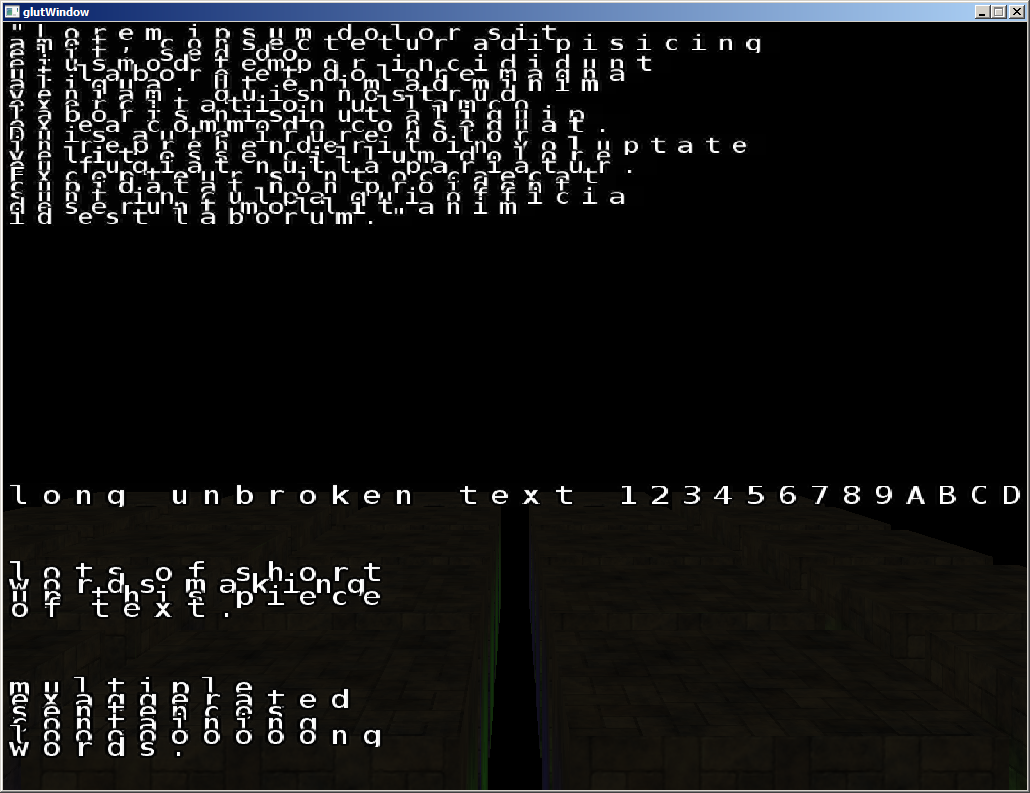 glutWindow
"Lorem ipsum dolor sit
amet, consectetur adipisicing
elit, sed do
eiusmod tempor incididunt
ut labore et dolore magna
aliqua. Ut enim ad minim
veniam, quis nostrud
exercitation ullamco
laboris nisi ut aliquip
ex ea commodo consequat.
Duis aute irure dolor
in reprehenderit in voluptate
velit esse cillum dolore
eu fugiat nulla pariatur.
Excepteur sint occaecat
cupidatat non proident,
sunt in culpa qui officia
deserunt mollit anim
id est laborum."
long unbroken text 123456789ABCD
lots of short
words making
up this piece
of text.
multiple
exaggerated
sentences
containing
looooooooong
words.